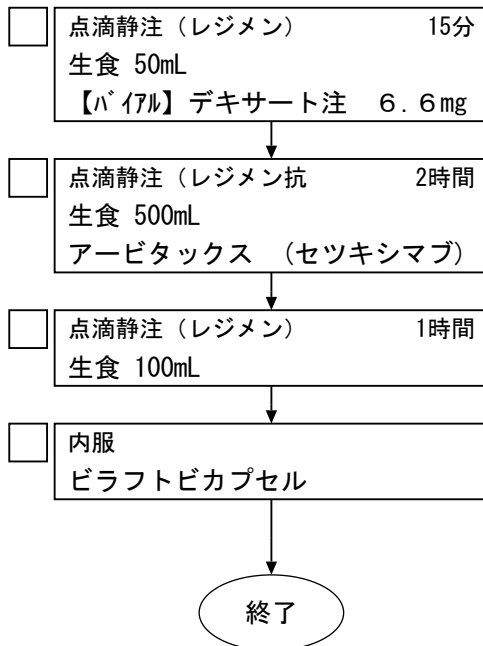 点滴静注（レジメン） 15分
生食 50mL
【ﾊﾞｲｱﾙ】デキサート注　６．６㎎
点滴静注（レジメン抗 2時間
生食 500mL
アービタックス　（セツキシマブ）
点滴静注（レジメン） 1時間
生食 100mL
内服
ビラフトビカプセル
終了